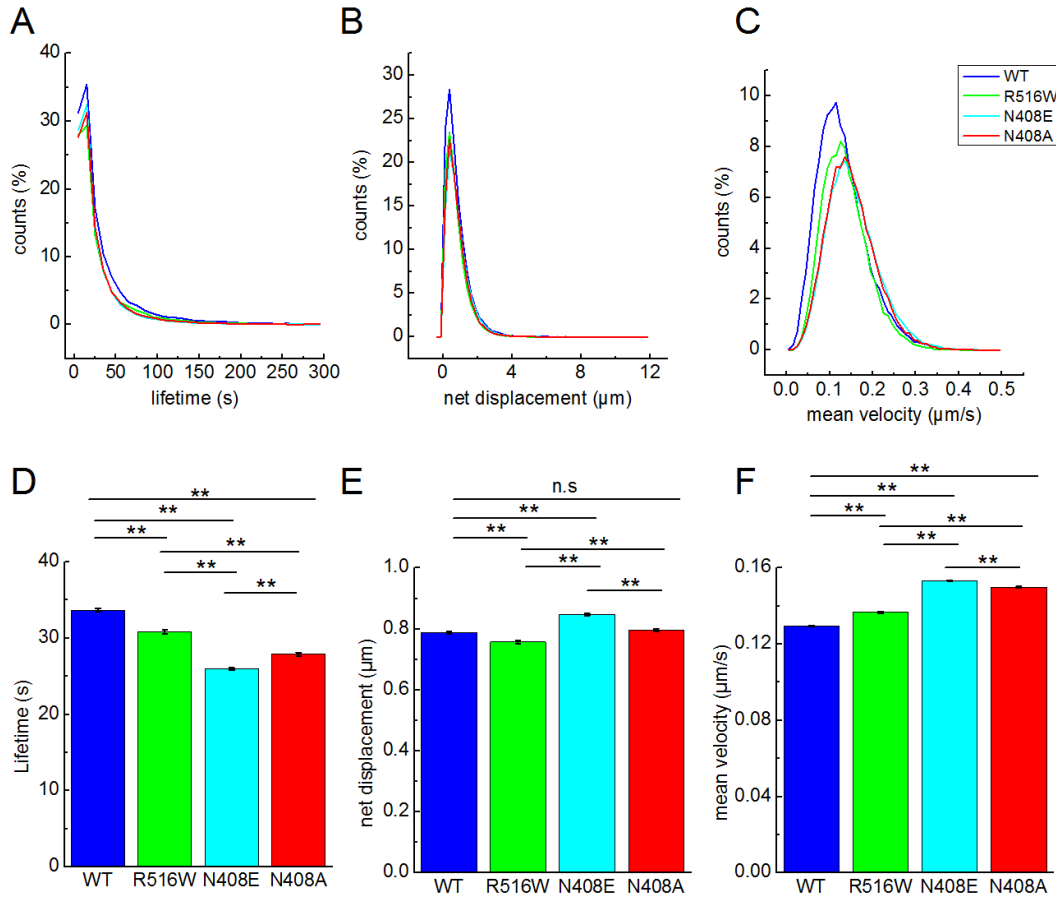 A
B
C
40
30
20
10
0
counts (%)
0 50 100 150 200 250 300
lifetime (s)
30
25
20
15
10
5
0
counts (%)
0 4 8 12
net displacement (µm)
10
8
6
4
2
0
counts (%)
0.0 0.1 0.2 0.3 0.4 0.5
mean velocity (µm/s)
WT
R516W
N408E
N408A
D
**
**
**
**
**
**
40
30
20
10
0
Lifetime (s)
WT R516W N408E N408A
E
n.s
**
**
**
**
**
1.0
0.8
0.6
0.4
0.2
0.0
net displacement (µm)
WT R516W N408E N408A
F
**
**
**
**
**
**
0.16
0.12
0.08
0.04
0.00
mean velocity (µm/s)
WT R516W N408E N408A